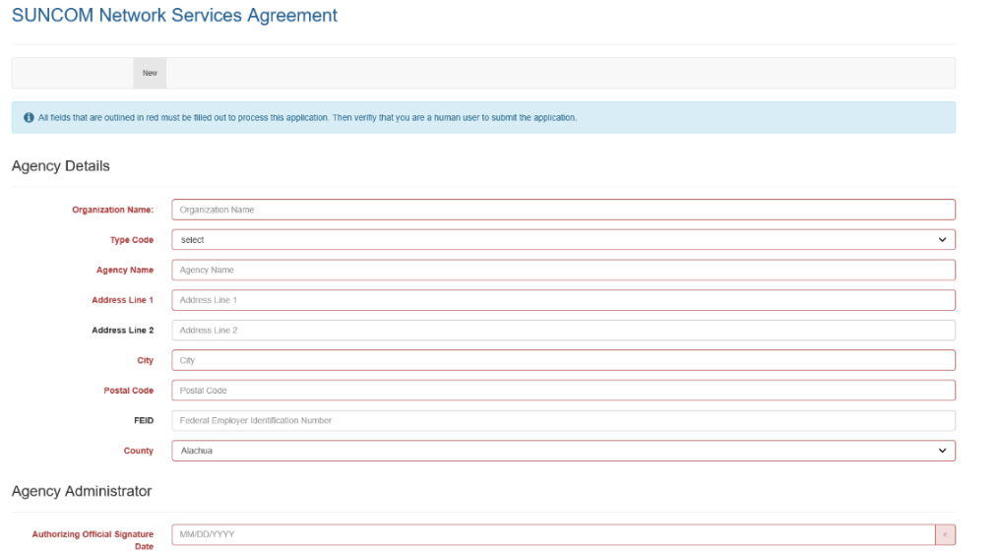 SUNCOM Network Services Agreement
New
All fields that are outlined in red must be filled out to process this application. Then verify that you are a human user to submit the application.
Agency Details
Organization Name: Organization Name
Type Code select
Agency Name Agency Name
Address Line 1 Address Line 1
Address Line 2 Address Line 2
City City
Postal Code Postal Code
FEID Federal Employer Identification Number
County Alachua
Agency Administrator
Authorizing Official Signature MM/DD/YYYY x
Date